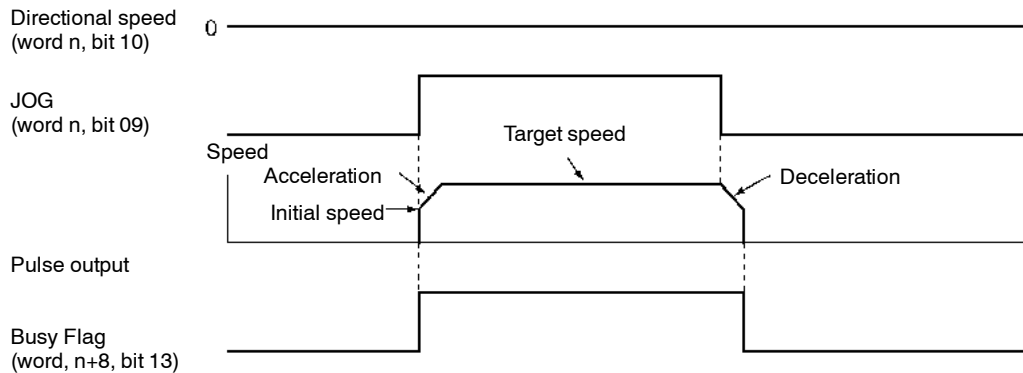 Directional speed
(word n, bit 10)
0
JOG
(word n, bit 09)
Target speed
Speed
Acceleration
Deceleration
Initial speed
Pulse output
Busy Flag
(word, n+8, bit 13)